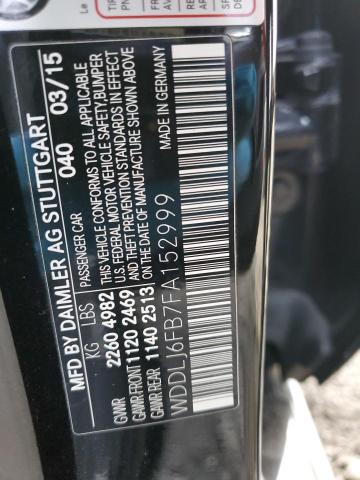 MFD BY DAIMLER AG STUTTGART
040 03/15
PASSENGER CAR
KG LBS
GVWR 2260 4982
GAWR FRONT 1120 2469
GAWR REAR 1140 2513
THIS VEHICLE CONFORMS TO ALL APPLICABLE
U.S. FEDERAL MOTOR VEHICLE SAFETY, BUMPER
& THEFT PREVENTION STANDARDS IN EFFECT
ON DATE OF MANUFACTURE SHOWN ABOVE
MADE IN GERMANY
WDDLJ6FB7FA152999